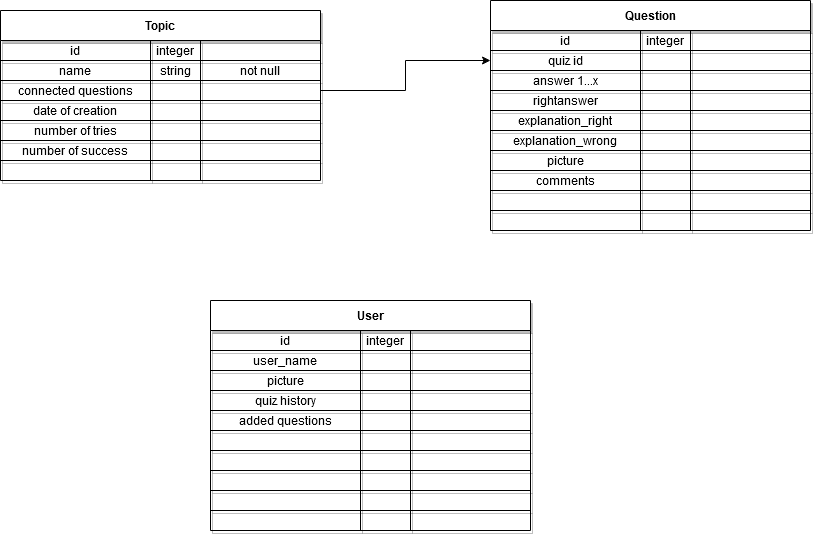 Topic
id integer
name string not null
connected questions
date of creation
number of tries
number of success
Question
id integer
quiz id
answer 1...x
rightanswer
explanation_right
explanation_wrong
picture
comments
User
id integer
user_name
picture
quiz history
added questions